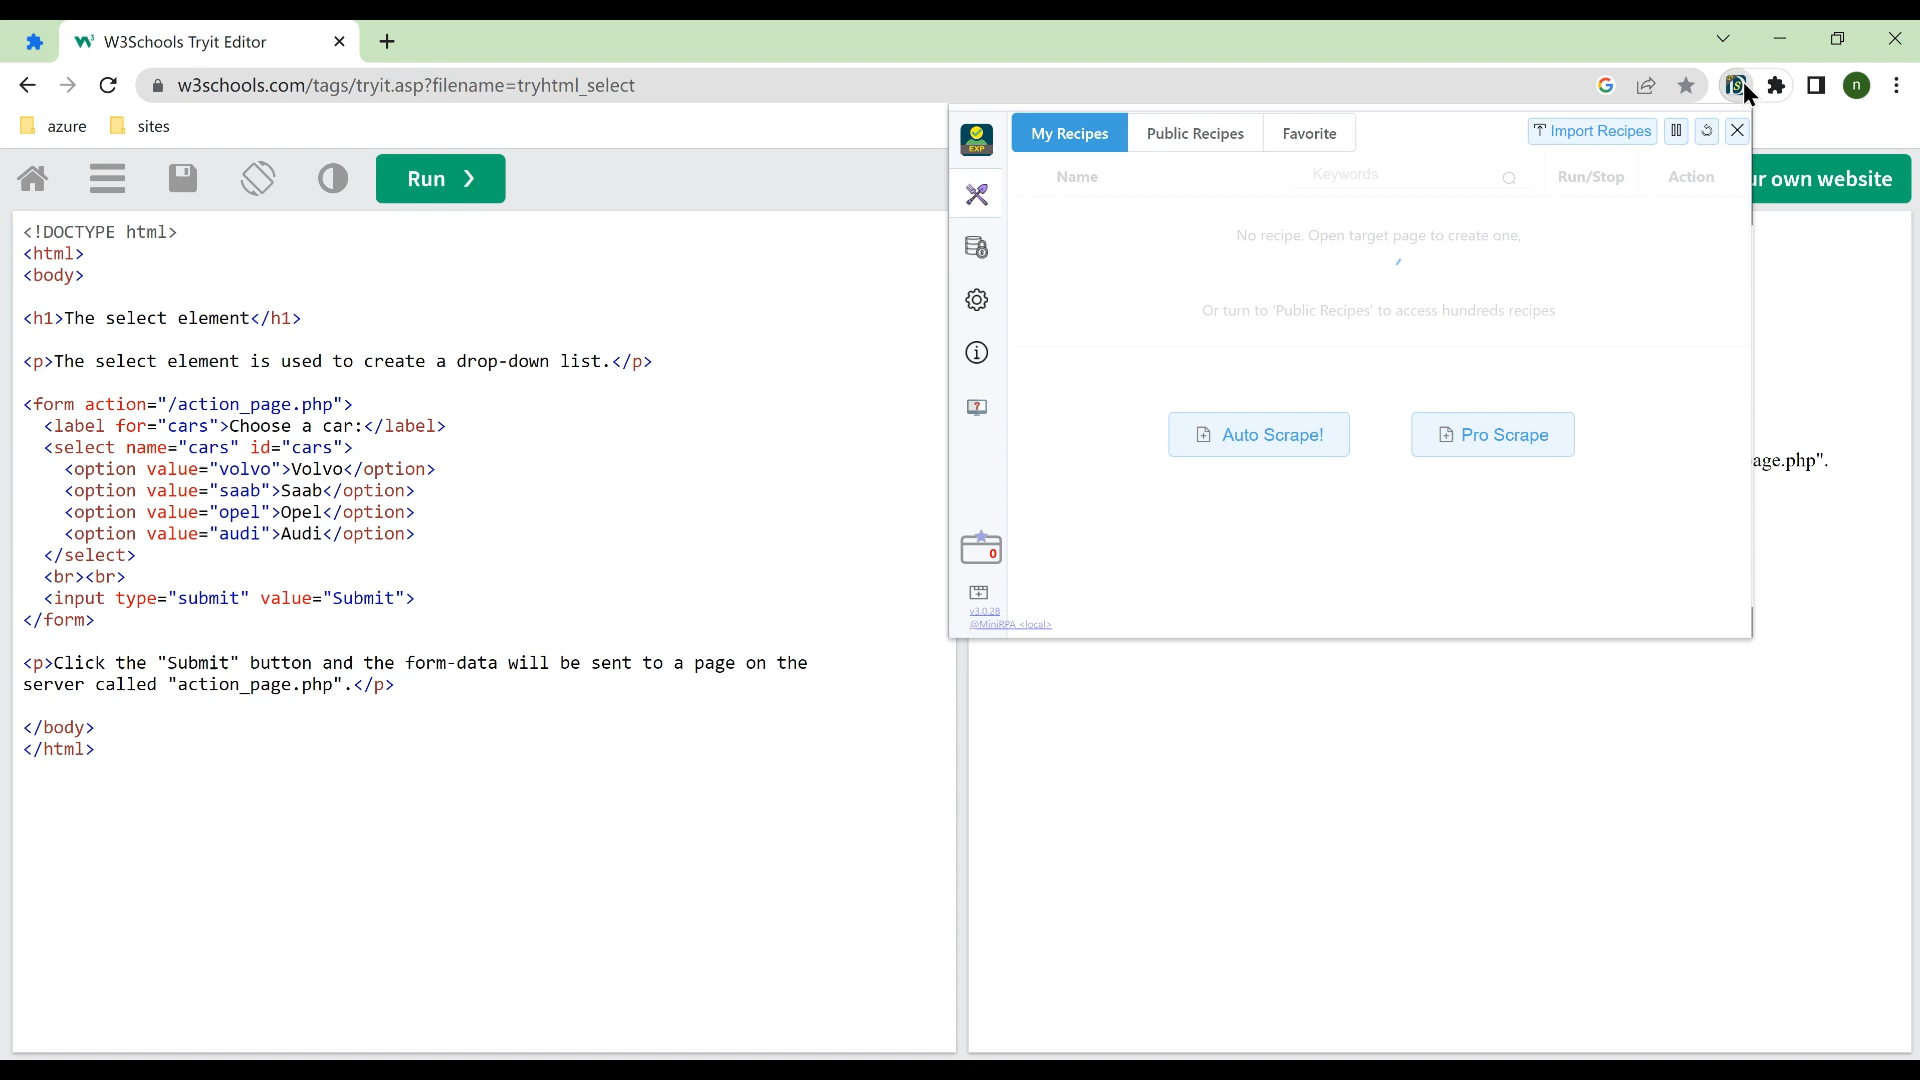 W3Schools Tryit Editor
w3schools.com/tags/tryit.asp?filename=tryhtml_select
n
azure
sites
Run ❯
ur own website
<!DOCTYPE html>
<html>
<body>
<h1>The select element</h1>
<p>The select element is used to create a drop-down list.</p>
<form action="/action_page.php">
<label for="cars">Choose a car:</label>
<select name="cars" id="cars">
<option value="volvo">Volvo</option>
<option value="saab">Saab</option>
<option value="opel">Opel</option>
<option value="audi">Audi</option>
</select>
<br><br>
<input type="submit" value="Submit">
</form>
<p>Click the "Submit" button and the form-data will be sent to a page on the
server called "action_page.php".</p>
</body>
</html>
EXP
My Recipes
Public Recipes
Favorite
Import Recipes
Name
Keywords
Run/Stop
Action
No recipe. Open target page to create one,
Or turn to 'Public Recipes' to access hundreds recipes
Auto Scrape!
Pro Scrape
0
v3.0.28
@MiniRPA <local>
age.php".